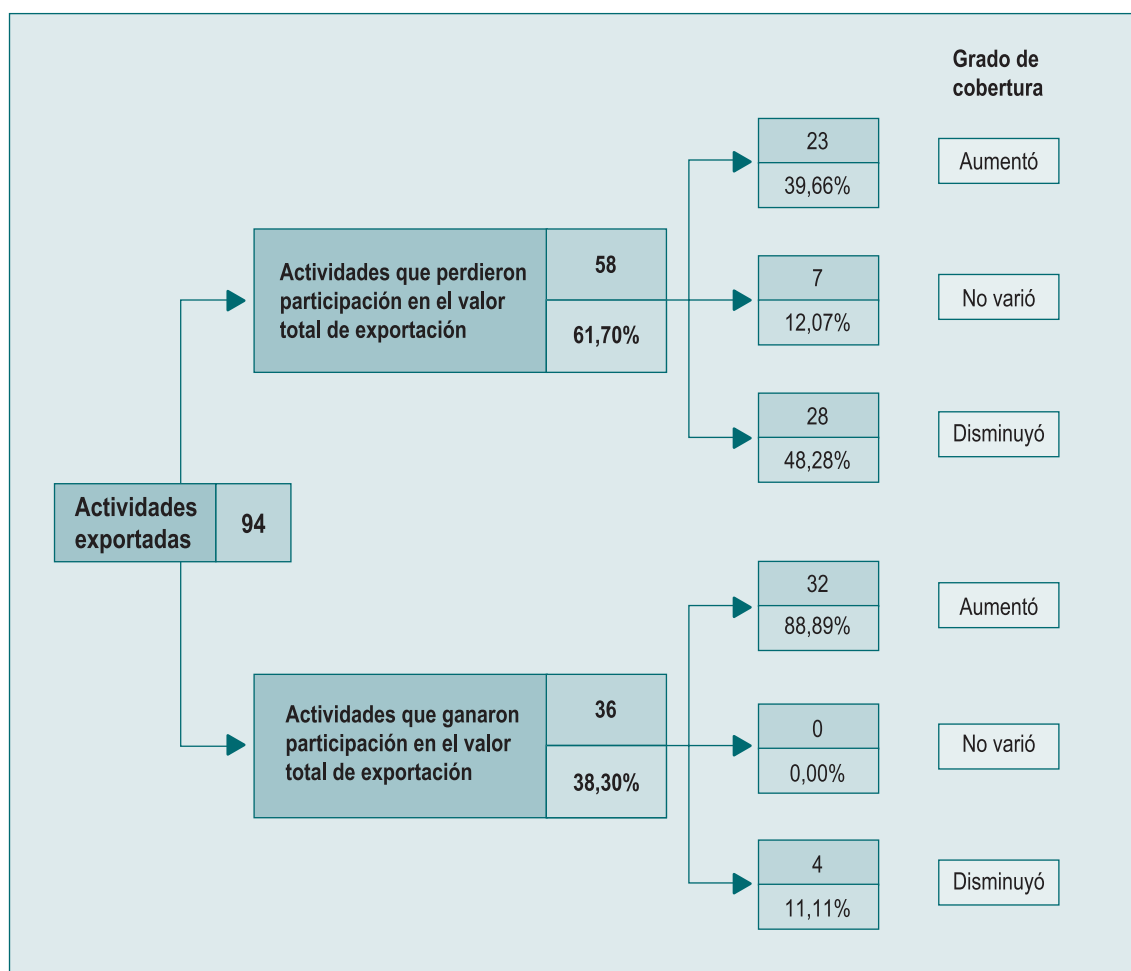 Grado de
cobertura
23
39,66%
Aumentó
Actividades que perdieron
participación en el valor
total de exportación
58
61,70%
7
12,07%
No varió
28
48,28%
Disminuyó
Actividades
exportadas
94
32
88,89%
Aumentó
Actividades que ganaron
participación en el valor
total de exportación
36
38,30%
0
0,00%
No varió
4
11,11%
Disminuyó